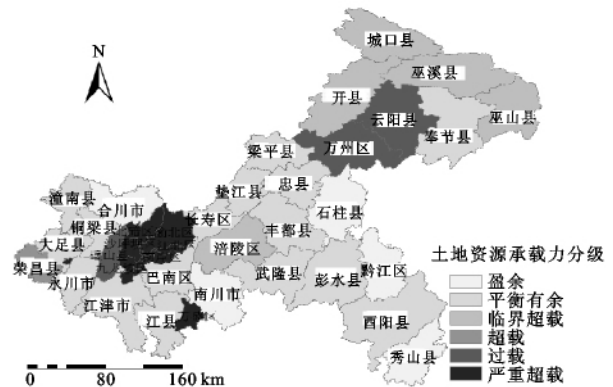 城口县
巫溪县
开县
巫山县
云阳县
奉节县
万州区
梁平县
忠县
垫江县
石柱县
潼南县
合川市
长寿区
铜梁县
丰都县
大足县
涪陵区
荣昌县
巴南区
武隆县
彭水县
黔江区
永川市
南川市
江津市
江县
酉阳县
秀山县
N
土地资源承载力分级
盈余
平衡有余
临界超载
超载
过载
严重超载
0 80 160 km